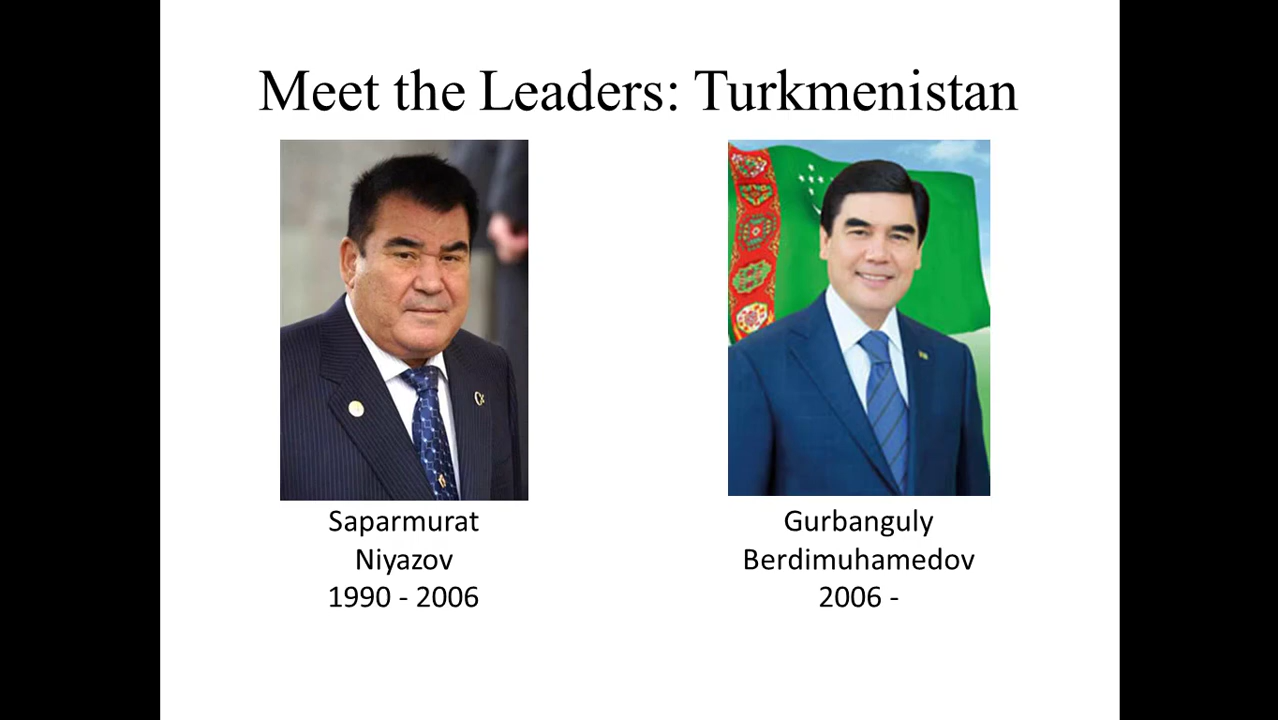 Meet the Leaders: Turkmenistan
Saparmurat
Niyazov
1990 - 2006
Gurbanguly
Berdimuhamedov
2006 -